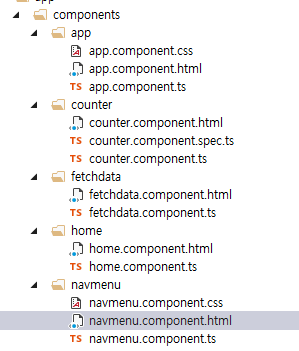 components
app
app.component.css
app.component.html
TS app.component.ts
counter
counter.component.html
TS counter.component.spec.ts
TS counter.component.ts
fetchdata
fetchdata.component.html
TS fetchdata.component.ts
home
home.component.html
TS home.component.ts
navmenu
navmenu.component.css
navmenu.component.html
TS navmenu.component.ts